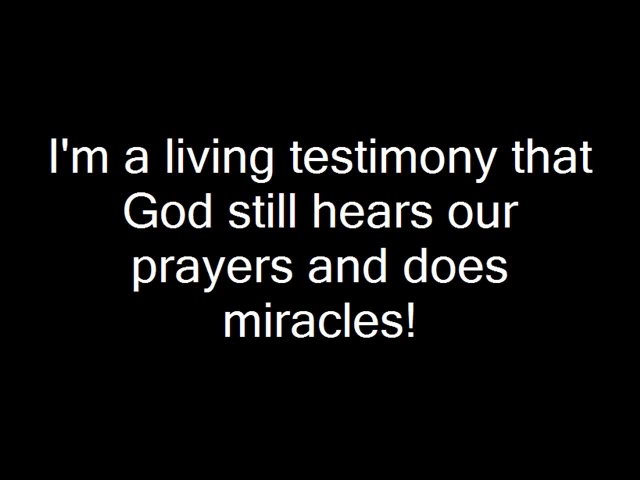 I'm a living testimony that
God still hears our
prayers and does
miracles!